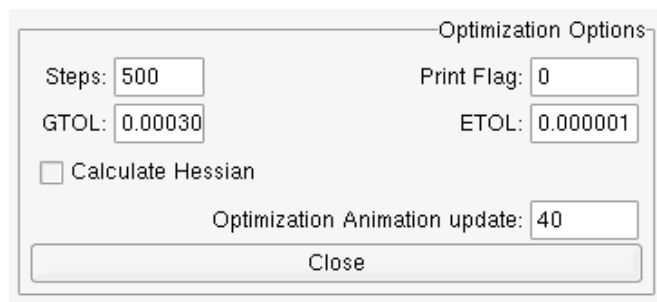 Optimization Options
Steps: 500 Print Flag: 0
GTOL: 0.00030 ETOL: 0.000001
Calculate Hessian
Optimization Animation update: 40
Close